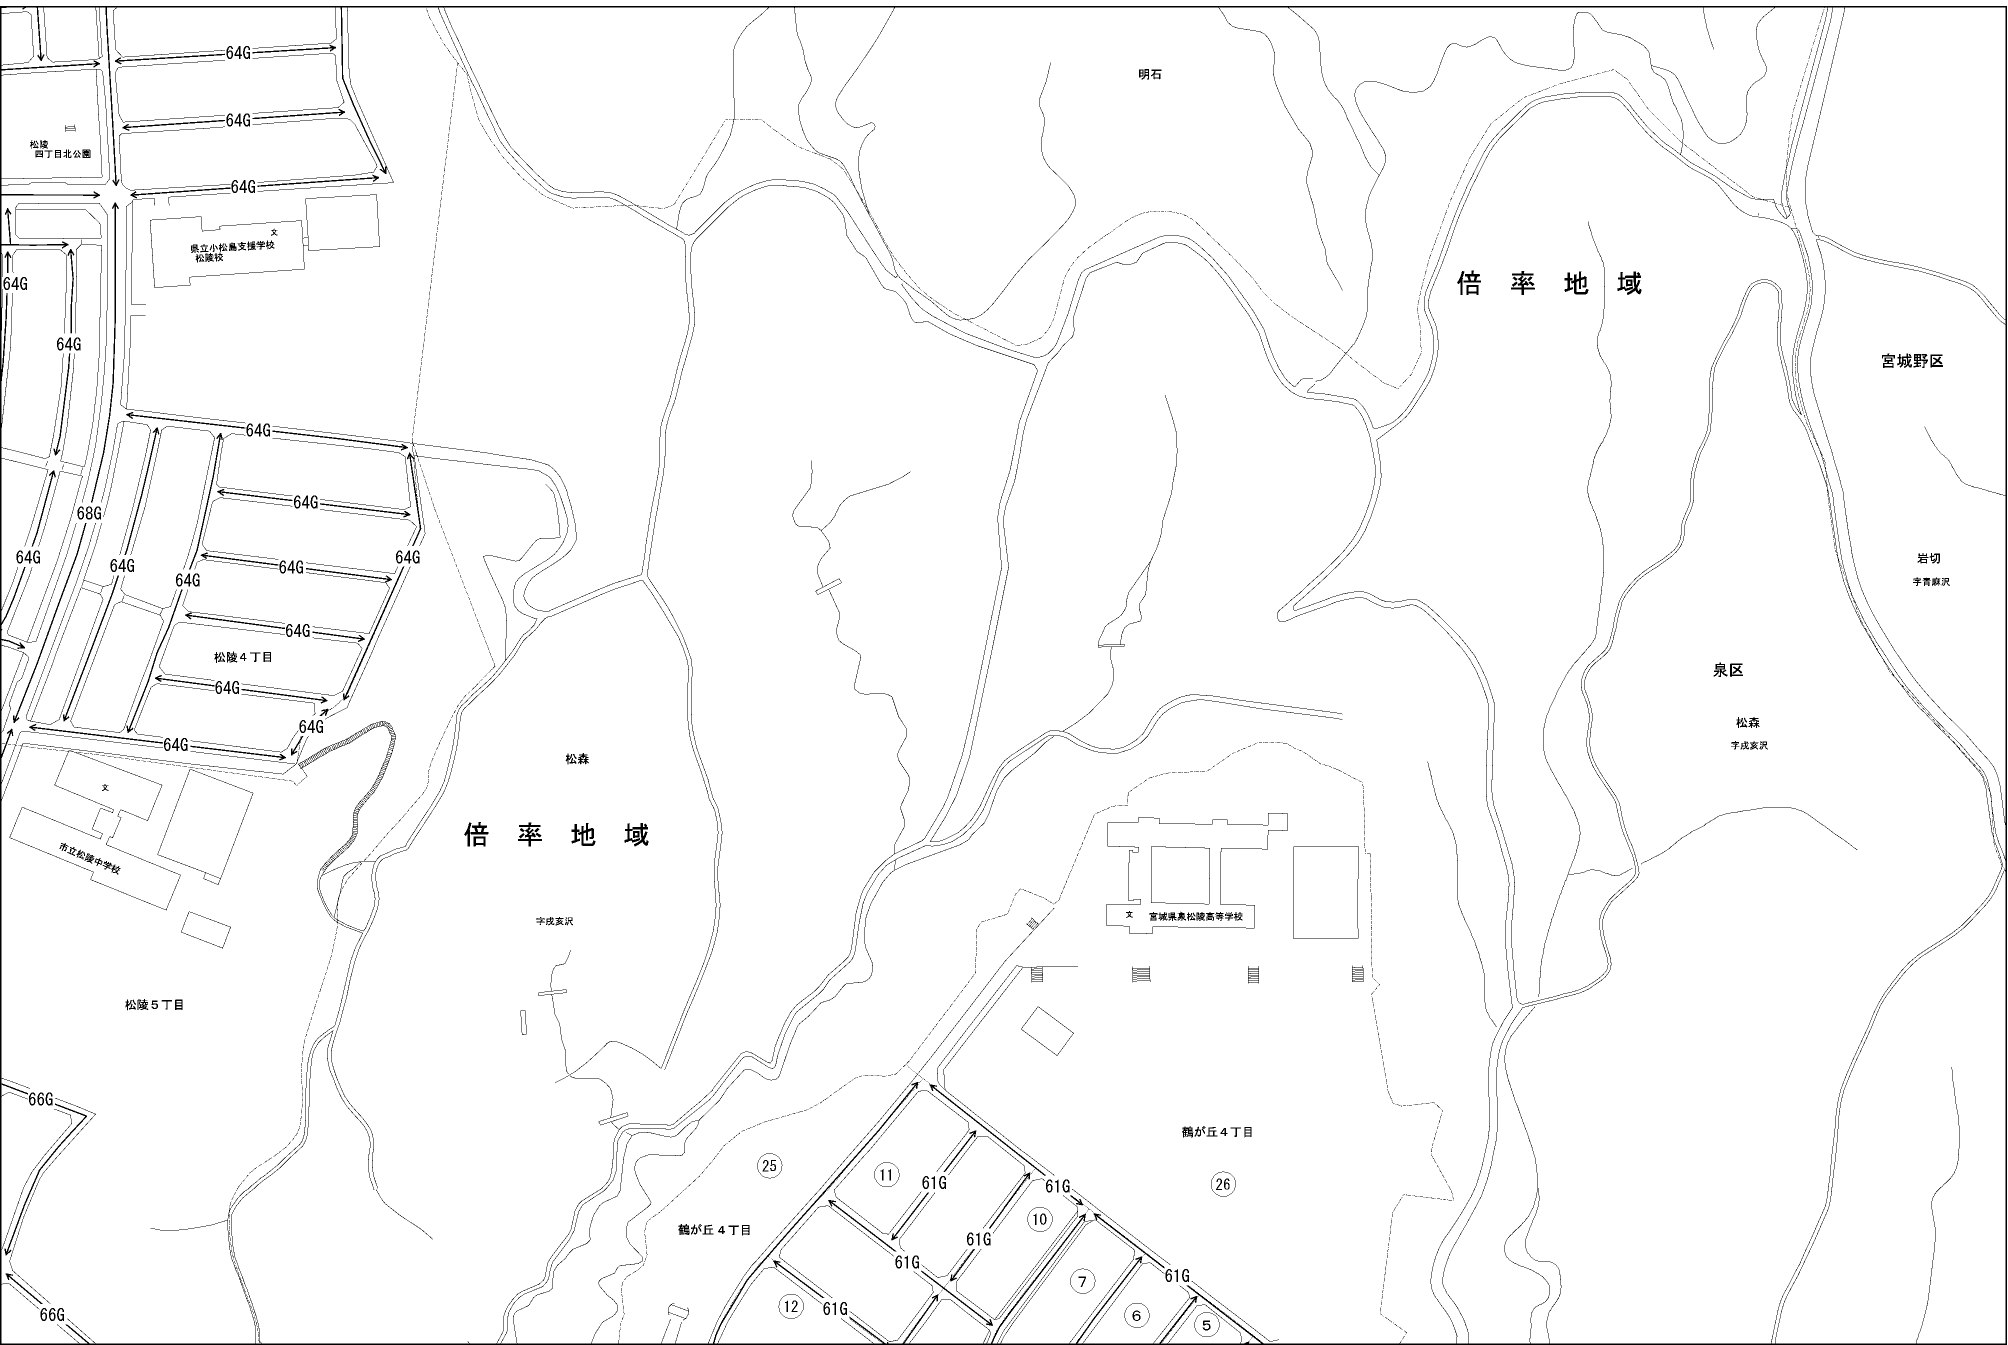 64G
明石
64G
松陵
四丁目北公園
64G
文
県立小松島支援学校
松陵校
64G
倍率地域
64G
宮城野区
64G
64G
68G
64G
64G
64G
64G
岩切
64G
64G
字青麻沢
64G
松陵4丁目
泉区
64G
松森
64G
64G
字戌亥沢
松森
文
倍率地域
市立松陵中学校
文
宮城県泉松陵高等学校
字戌亥沢
松陵5丁目
66G
鶴が丘4丁目
25
11
61G
61G
26
10
鶴が丘4丁目
61G
61G
61G
7
12
61G
66G
6
5